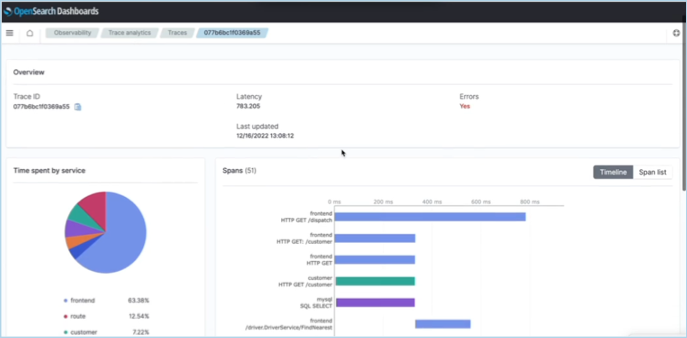 OpenSearch Dashboards
Observability Trace analytics Traces 077b6bc1f0369a55
Overview
Trace ID Latency Errors
077b6bc1f0369a55 783.205 Yes
Last updated
12/16/2022 13:08:12
Time spent by service
Spans (51) Timeline Span list
0 ms 200 ms 400 ms 600 ms 800 ms
frontend
HTTP GET /dispatch
frontend
HTTP GET: /customer
frontend
HTTP GET
customer
HTTP GET /customer
mysql
SQL SELECT
frontend
/driver.DriverService/FindNearest
frontend 63.38%
route 12.54%
customer 7.22%